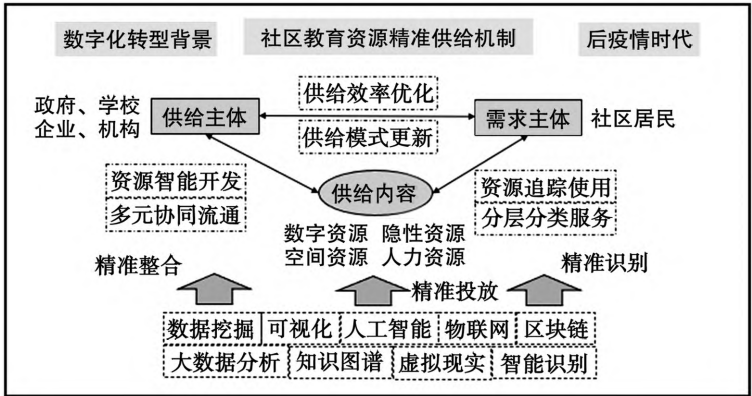 数字化转型背景
社区教育资源精准供给机制
后疫情时代
政府、学校
企业、机构
供给主体
供给效率优化
供给模式更新
需求主体
社区居民
资源智能开发
多元协同流通
供给内容
资源追踪使用
分层分类服务
数字资源 隐性资源
空间资源 人力资源
精准整合
精准投放
精准识别
数据挖掘 可视化 人工智能 物联网 区块链
大数据分析 知识图谱 虚拟现实 智能识别